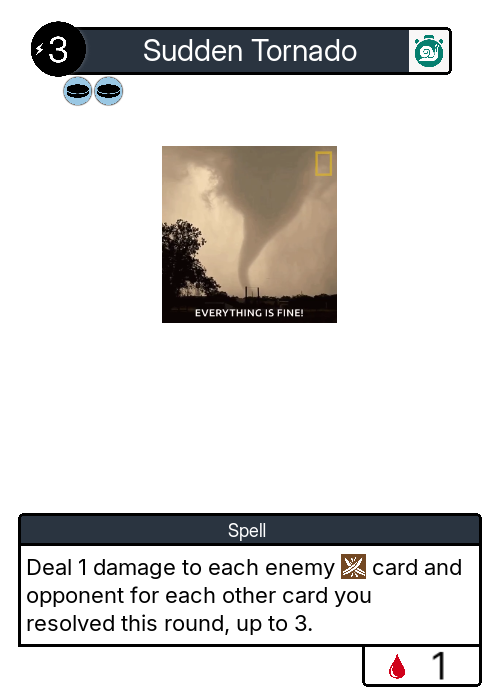 3 Sudden Tornado
EVERYTHING IS FINE!
Spell
Deal 1 damage to each enemy card and
opponent for each other card you
resolved this round, up to 3.
1